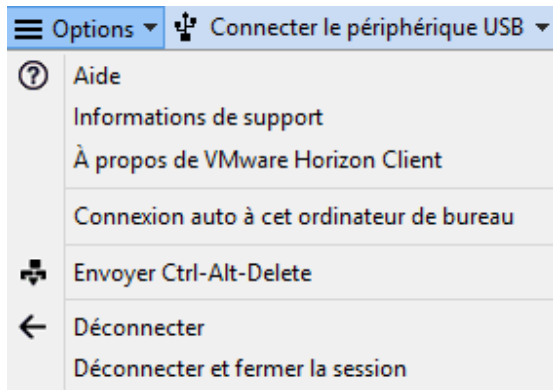 Options Connecter le périphérique USB
Aide
Informations de support
À propos de VMware Horizon Client
Connexion auto à cet ordinateur de bureau
Envoyer Ctrl-Alt-Delete
Déconnecter
Déconnecter et fermer la session